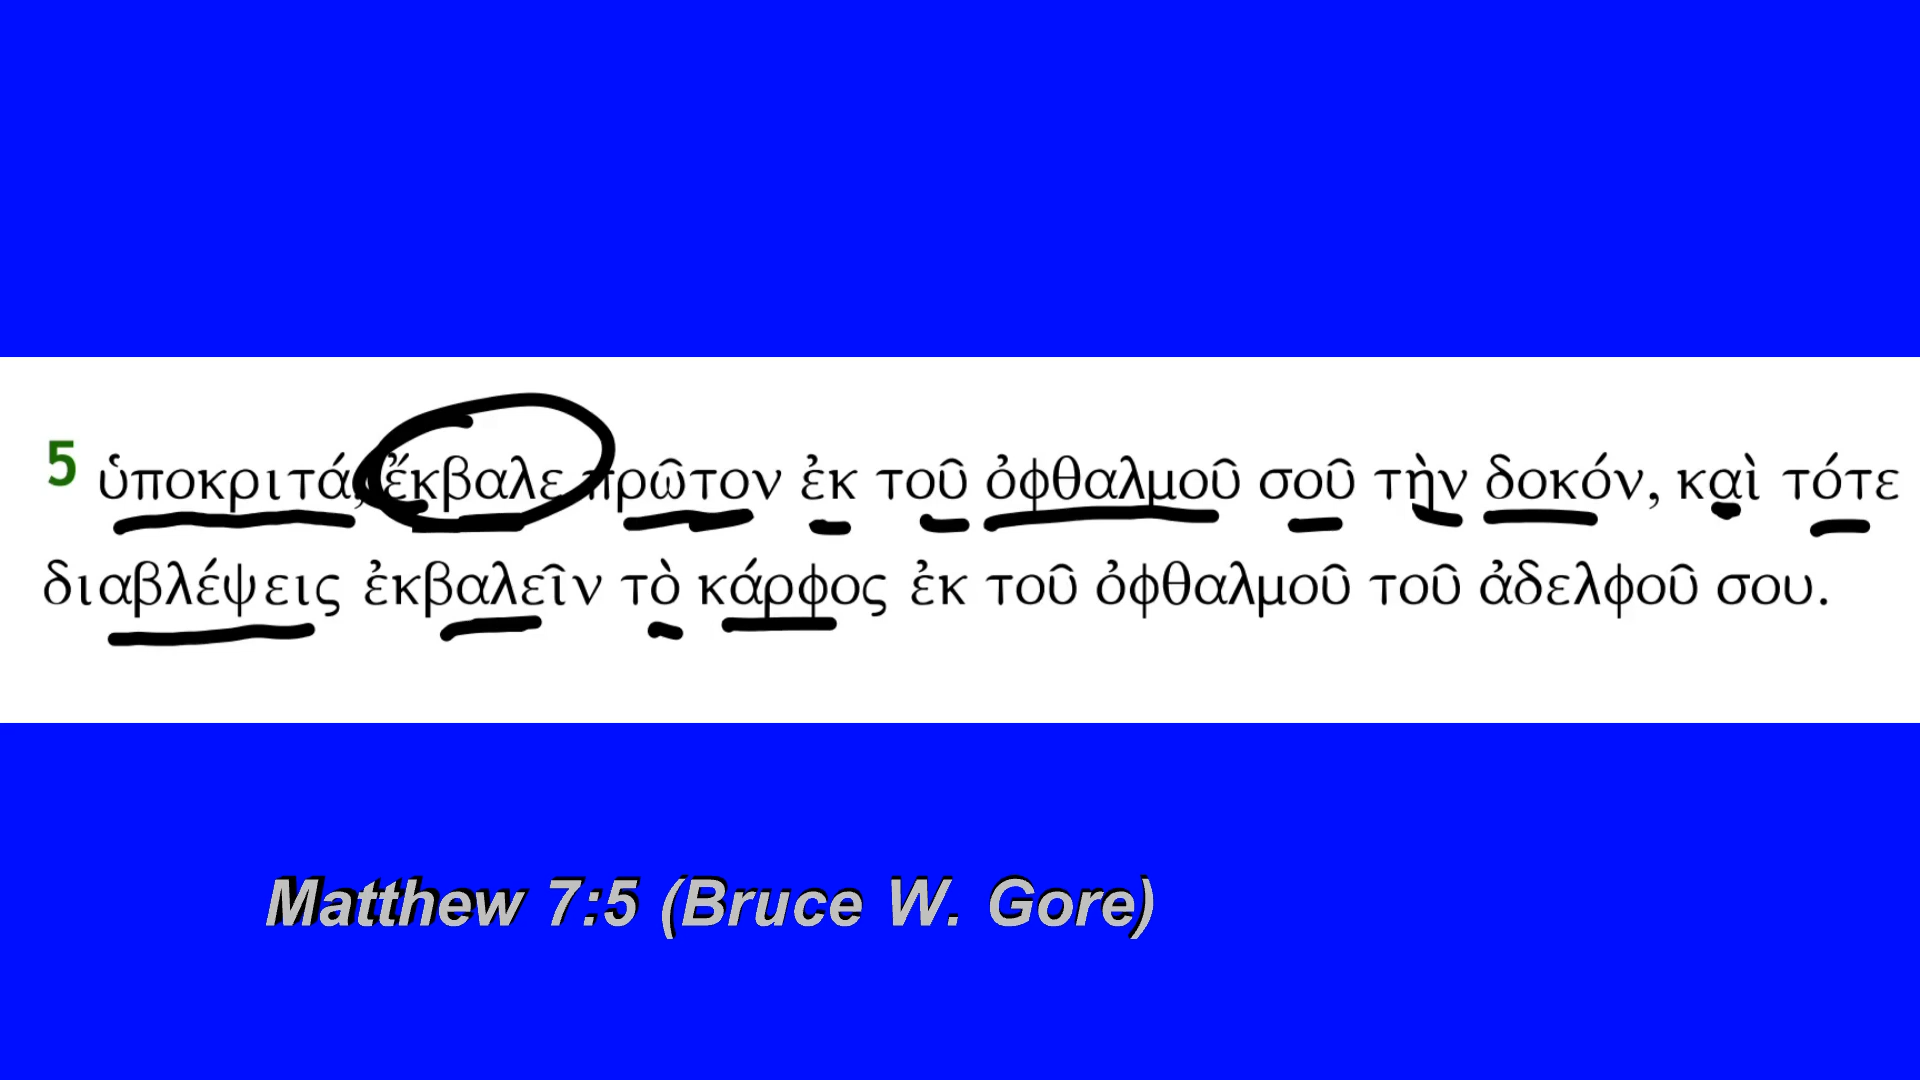 5 ὑποκριτά, ἔκβαλε πρῶτον ἐκ τοῦ ὀφθαλμοῦ σοῦ τὴν δοκόν, καὶ τότε
διαβλέψεις ἐκβαλεῖν τὸ κάρφος ἐκ τοῦ ὀφθαλμοῦ τοῦ ἀδελφοῦ σου.
Matthew 7:5 (Bruce W. Gore)